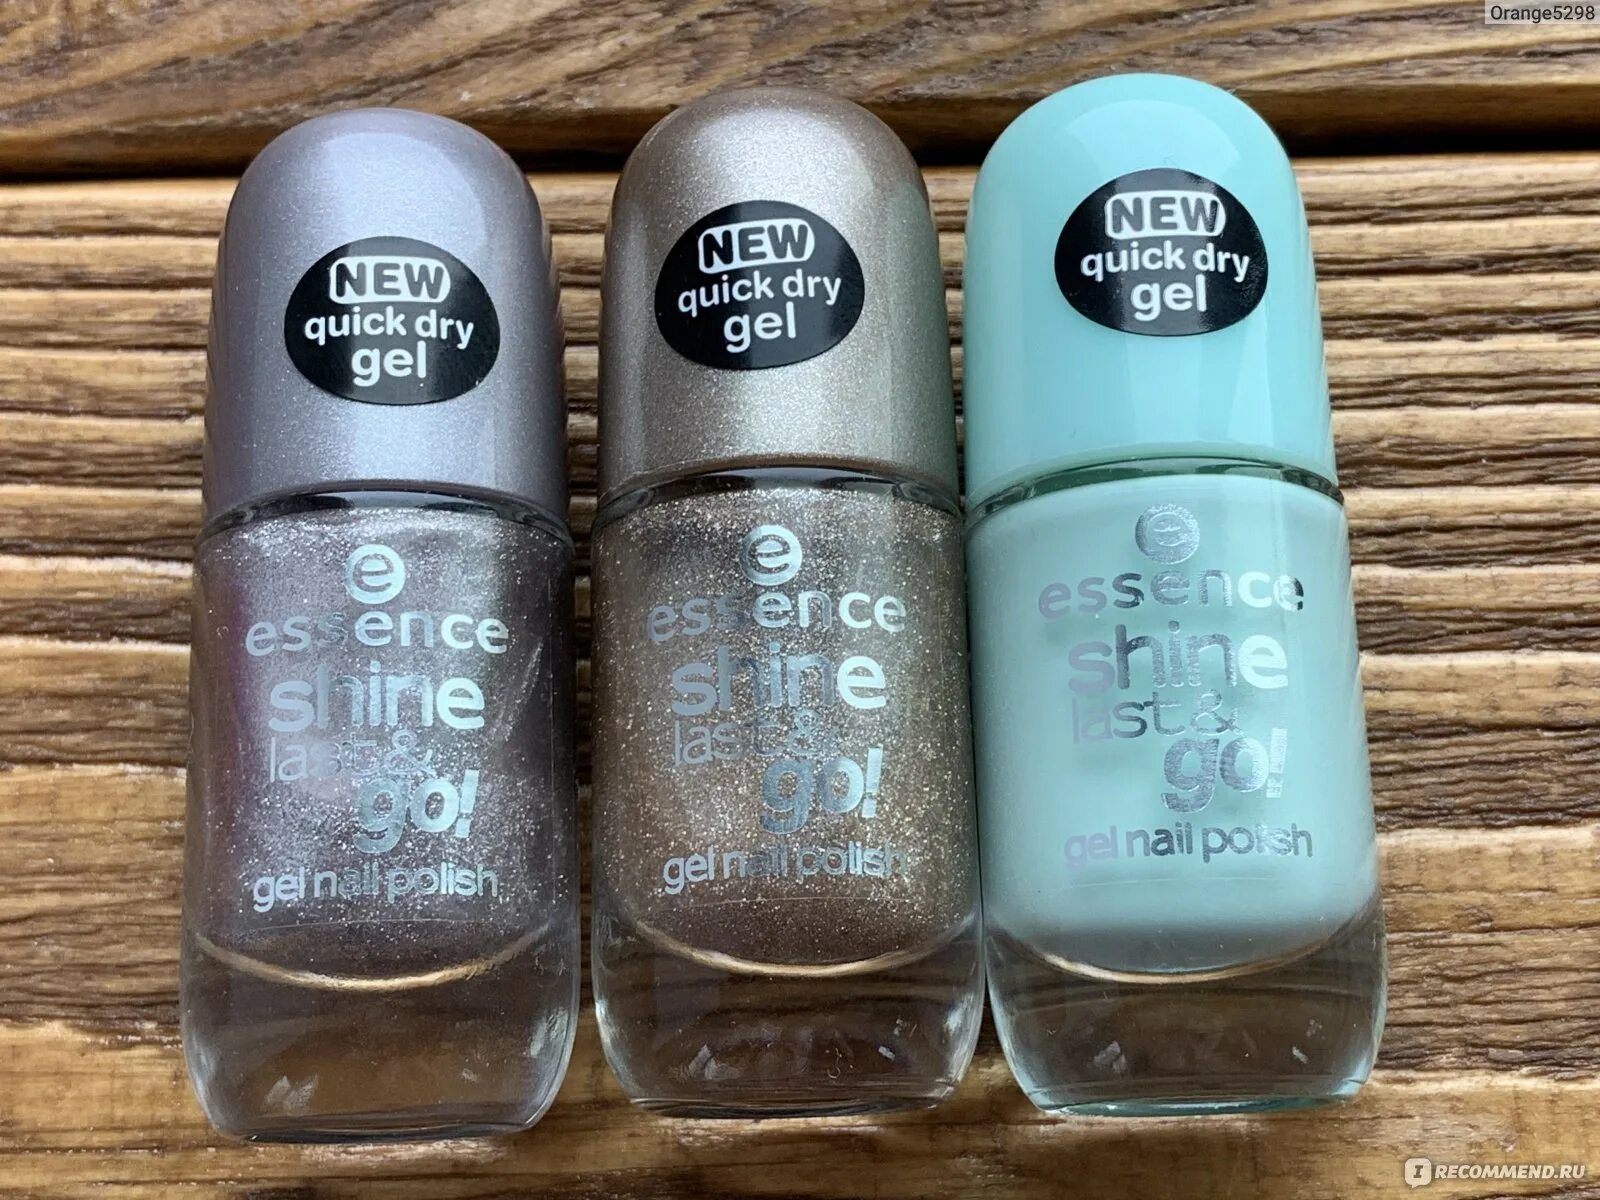 Orange5298
NEW
quick dry
gel
e
essence
shine
last &
go!
gel nail polish
NEW
quick dry
gel
e
essence
shine
last &
go!
gel nail polish
NEW
quick dry
gel
e
essence
shine
last &
go!
gel nail polish
IRECOMMEND.RU